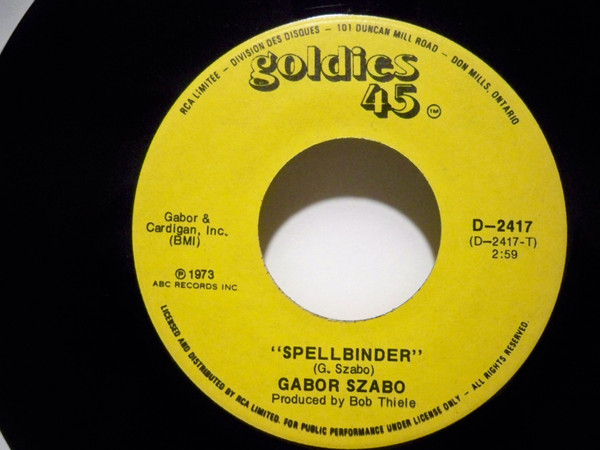 RCA LIMITEE — DIVISION DES DISQUES — 101 DUNCAN MILL ROAD — DON MILLS, ONTARIO
goldies
45 TM
Gabor &
Cardigan, Inc.
(BMI)
℗ 1973
ABC RECORDS INC
D—2417
(D—2417-T)
2:59
"SPELLBINDER"
(G. Szabo)
GABOR SZABO
Produced by Bob Thiele
LICENSED AND DISTRIBUTED BY RCA LIMITED. FOR PUBLIC PERFORMANCE UNDER LICENSE ONLY — ALL RIGHTS RESERVED.